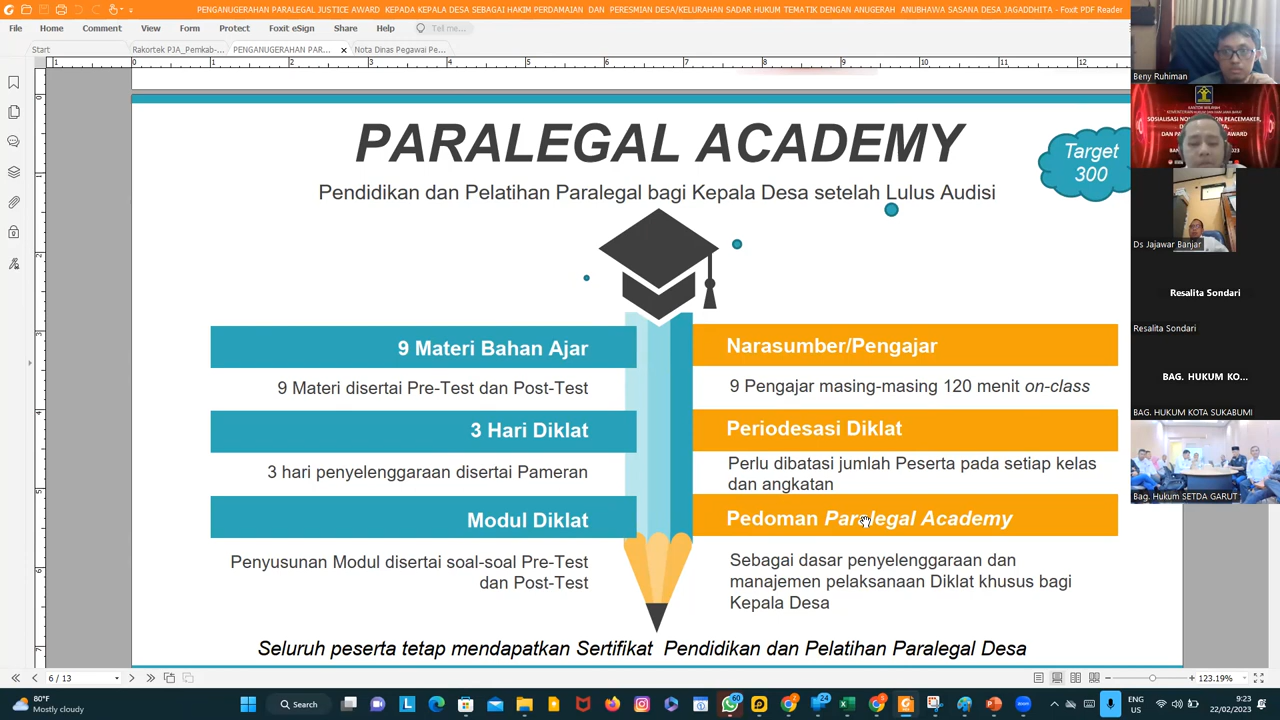 PENGANUGERAHAN PARALEGAL JUSTICE AWARD KEPADA KEPALA DESA SEBAGAI HAKIM PERDAMAIAN DAN PERESMIAN DESA/KELURAHAN SADAR HUKUM TEMATIK DENGAN ANUGERAH ANUBHAWA SASANA DESA JAGADDHITA - Foxit PDF Reader
File Home Comment View Form Protect Foxit eSign Share Help Tell me...
Start Rakortek PJA_Pemkab-... PENGANUGERAHAN PAR... Nota Dinas Pegawai Pe...
PARALEGAL ACADEMY
Target
300
Pendidikan dan Pelatihan Paralegal bagi Kepala Desa setelah Lulus Audisi
9 Materi Bahan Ajar
9 Materi disertai Pre-Test dan Post-Test
3 Hari Diklat
3 hari penyelenggaraan disertai Pameran
Modul Diklat
Penyusunan Modul disertai soal-soal Pre-Test
dan Post-Test
Narasumber/Pengajar
9 Pengajar masing-masing 120 menit on-class
Periodesasi Diklat
Perlu dibatasi jumlah Peserta pada setiap kelas
dan angkatan
Pedoman Paralegal Academy
Sebagai dasar penyelenggaraan dan
manajemen pelaksanaan Diklat khusus bagi
Kepala Desa
Seluruh peserta tetap mendapatkan Sertifikat Pendidikan dan Pelatihan Paralegal Desa
Beny Ruhiman
KANTOR WILAYAH
Ds Jajawar Banjar
Resalita Sondari
Resalita Sondari
BAG. HUKUM KO...
BAG. HUKUM KOTA SUKABUMI
Bag. Hukum SETDA GARUT
6 / 13
123.19%
80°F
Mostly cloudy
Search
60
7
24
ENG
US
9:23
22/02/2023